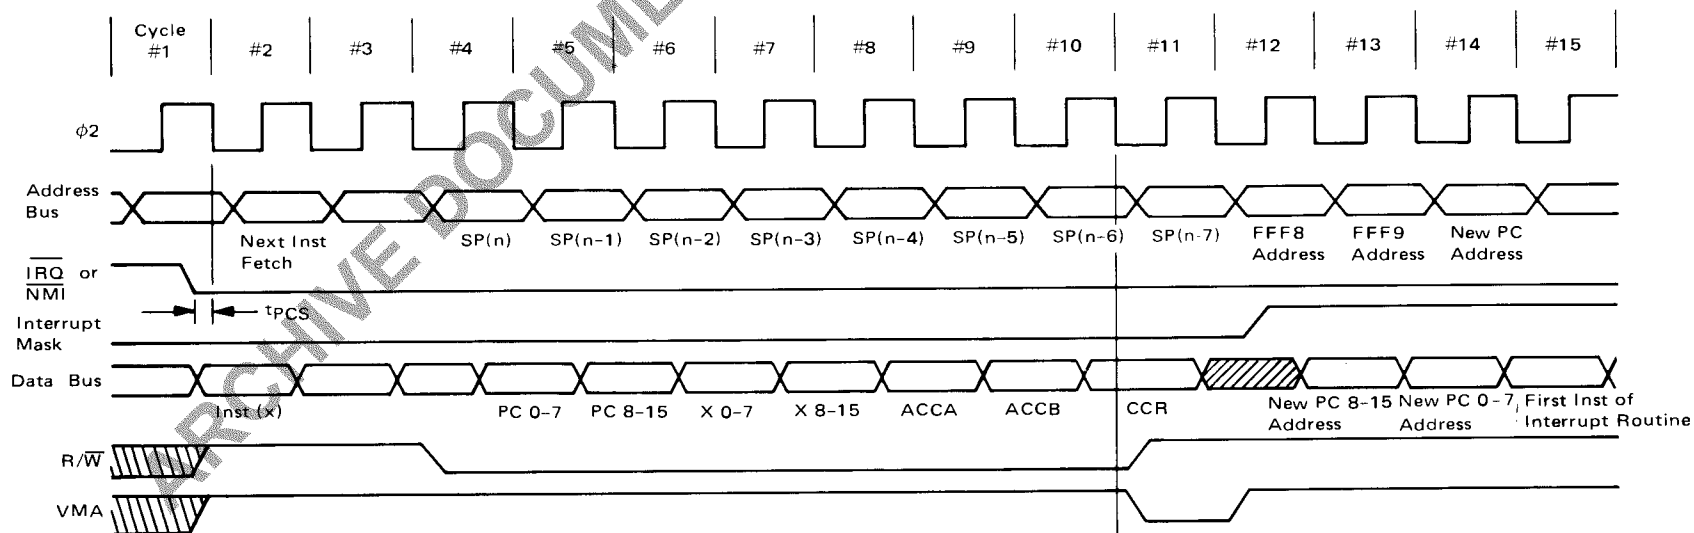 Cycle
#1 #2 #3 #4 #5 #6 #7 #8 #9 #10 #11 #12 #13 #14 #15
ϕ2
Address
Bus
Next Inst
Fetch
SP(n) SP(n-1) SP(n-2) SP(n-3) SP(n-4) SP(n-5) SP(n-6) SP(n-7)
FFF8
Address
FFF9
Address
New PC
Address
IRQ or
NMI
tPCS
Interrupt
Mask
Data Bus
Inst (x) PC 0-7 PC 8-15 X 0-7 X 8-15 ACCA ACCB CCR
New PC 8-15
Address
New PC 0-7
Address
First Inst of
Interrupt Routine
R/W
VMA
ARCHIVE DOCUME